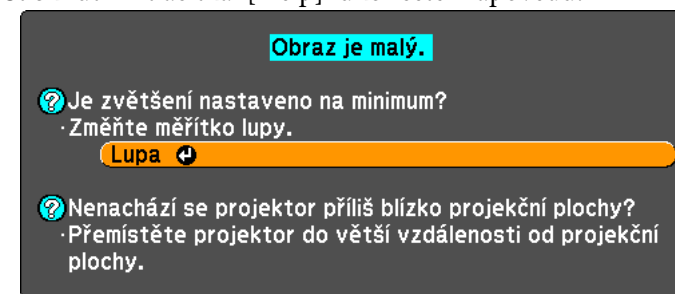 Obraz je malý.
Je zvětšení nastaveno na minimum?
·Změňte měřítko lupy.
Lupa
Nenachází se projektor příliš blízko projekční plochy?
·Přemístěte projektor do větší vzdálenosti od projekční
plochy.